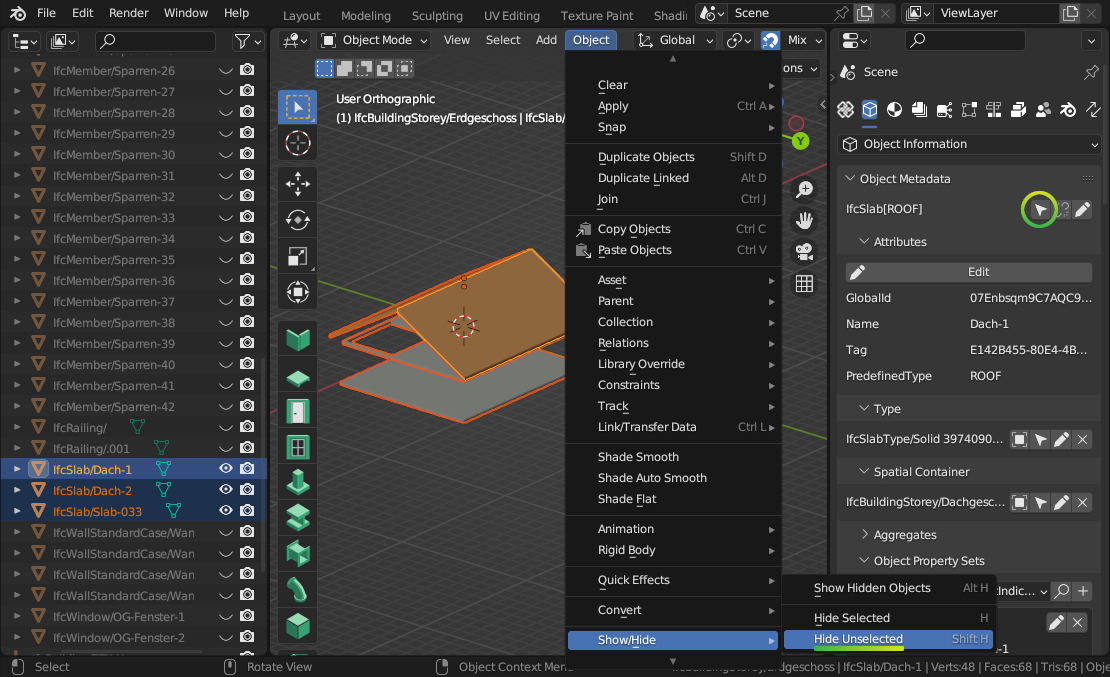 File Edit Render Window Help Layout Modeling Sculpting UV Editing Texture Paint Shadi Scene ViewLayer
Object Mode View Select Add Object Global Mix
IfcMember/Sparren-26
IfcMember/Sparren-27
IfcMember/Sparren-28
IfcMember/Sparren-29
IfcMember/Sparren-30
IfcMember/Sparren-31
IfcMember/Sparren-32
IfcMember/Sparren-33
IfcMember/Sparren-34
IfcMember/Sparren-35
IfcMember/Sparren-36
IfcMember/Sparren-37
IfcMember/Sparren-38
IfcMember/Sparren-39
IfcMember/Sparren-40
IfcMember/Sparren-41
IfcMember/Sparren-42
IfcRailing/
IfcRailing/.001
IfcSlab/Dach-1
IfcSlab/Dach-2
IfcSlab/Slab-033
IfcWallStandardCase/Wan
IfcWallStandardCase/Wan
IfcWallStandardCase/Wan
IfcWallStandardCase/Wan
IfcWindow/OG-Fenster-1
IfcWindow/OG-Fenster-2
User Orthographic
(1) IfcBuildingStorey/Erdgeschoss | IfcSlab/
ons
Y
Clear
Apply Ctrl A
Snap
Duplicate Objects Shift D
Duplicate Linked Alt D
Join Ctrl J
Copy Objects Ctrl C
Paste Objects Ctrl V
Asset
Parent
Collection
Relations
Library Override
Constraints
Track
Link/Transfer Data Ctrl L
Shade Smooth
Shade Auto Smooth
Shade Flat
Animation
Rigid Body
Quick Effects
Convert
Show/Hide
Show Hidden Objects Alt H
Hide Selected H
Hide Unselected Shift H
Scene
Object Information
Object Metadata
IfcSlab[ROOF]
Attributes
Edit
GlobalId 07Enbsqm9C7AQC9...
Name Dach-1
Tag E142B455-80E4-4B...
PredefinedType ROOF
Type
IfcSlabType/Solid 3974090...
Spatial Container
IfcBuildingStorey/Dachgesc...
Aggregates
Object Property Sets
Indic...
-1
Select Rotate View Object Context Men IfcBuildingStorey/Erdgeschoss | IfcSlab/Dach-1 | Verts:48 | Faces:68 | Tris:68 | Obje